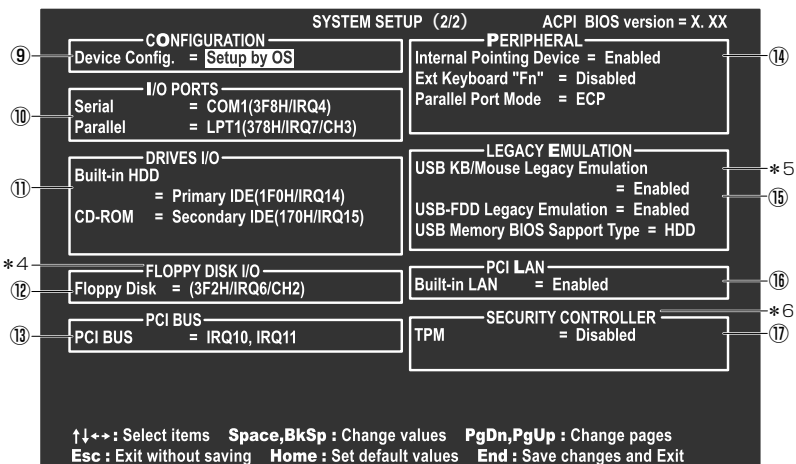 SYSTEM SETUP (2/2) ACPI BIOS version = X. XX
CONFIGURATION
⑨ Device Config. = Setup by OS
I/O PORTS
⑩ Serial = COM1(3F8H/IRQ4)
Parallel = LPT1(378H/IRQ7/CH3)
DRIVES I/O
⑪ Built-in HDD
= Primary IDE(1F0H/IRQ14)
CD-ROM = Secondary IDE(170H/IRQ15)
*4
FLOPPY DISK I/O
⑫ Floppy Disk = (3F2H/IRQ6/CH2)
PCI BUS
⑬ PCI BUS = IRQ10, IRQ11
PERIPHERAL
Internal Pointing Device = Enabled ⑭
Ext Keyboard "Fn" = Disabled
Parallel Port Mode = ECP
LEGACY EMULATION
USB KB/Mouse Legacy Emulation *5
= Enabled ⑮
USB-FDD Legacy Emulation = Enabled
USB Memory BIOS Sapport Type = HDD
PCI LAN
Built-in LAN = Enabled ⑯
SECURITY CONTROLLER *6
TPM = Disabled ⑰
↑↓←→: Select items Space,BkSp : Change values PgDn,PgUp : Change pages
Esc : Exit without saving Home : Set default values End : Save changes and Exit